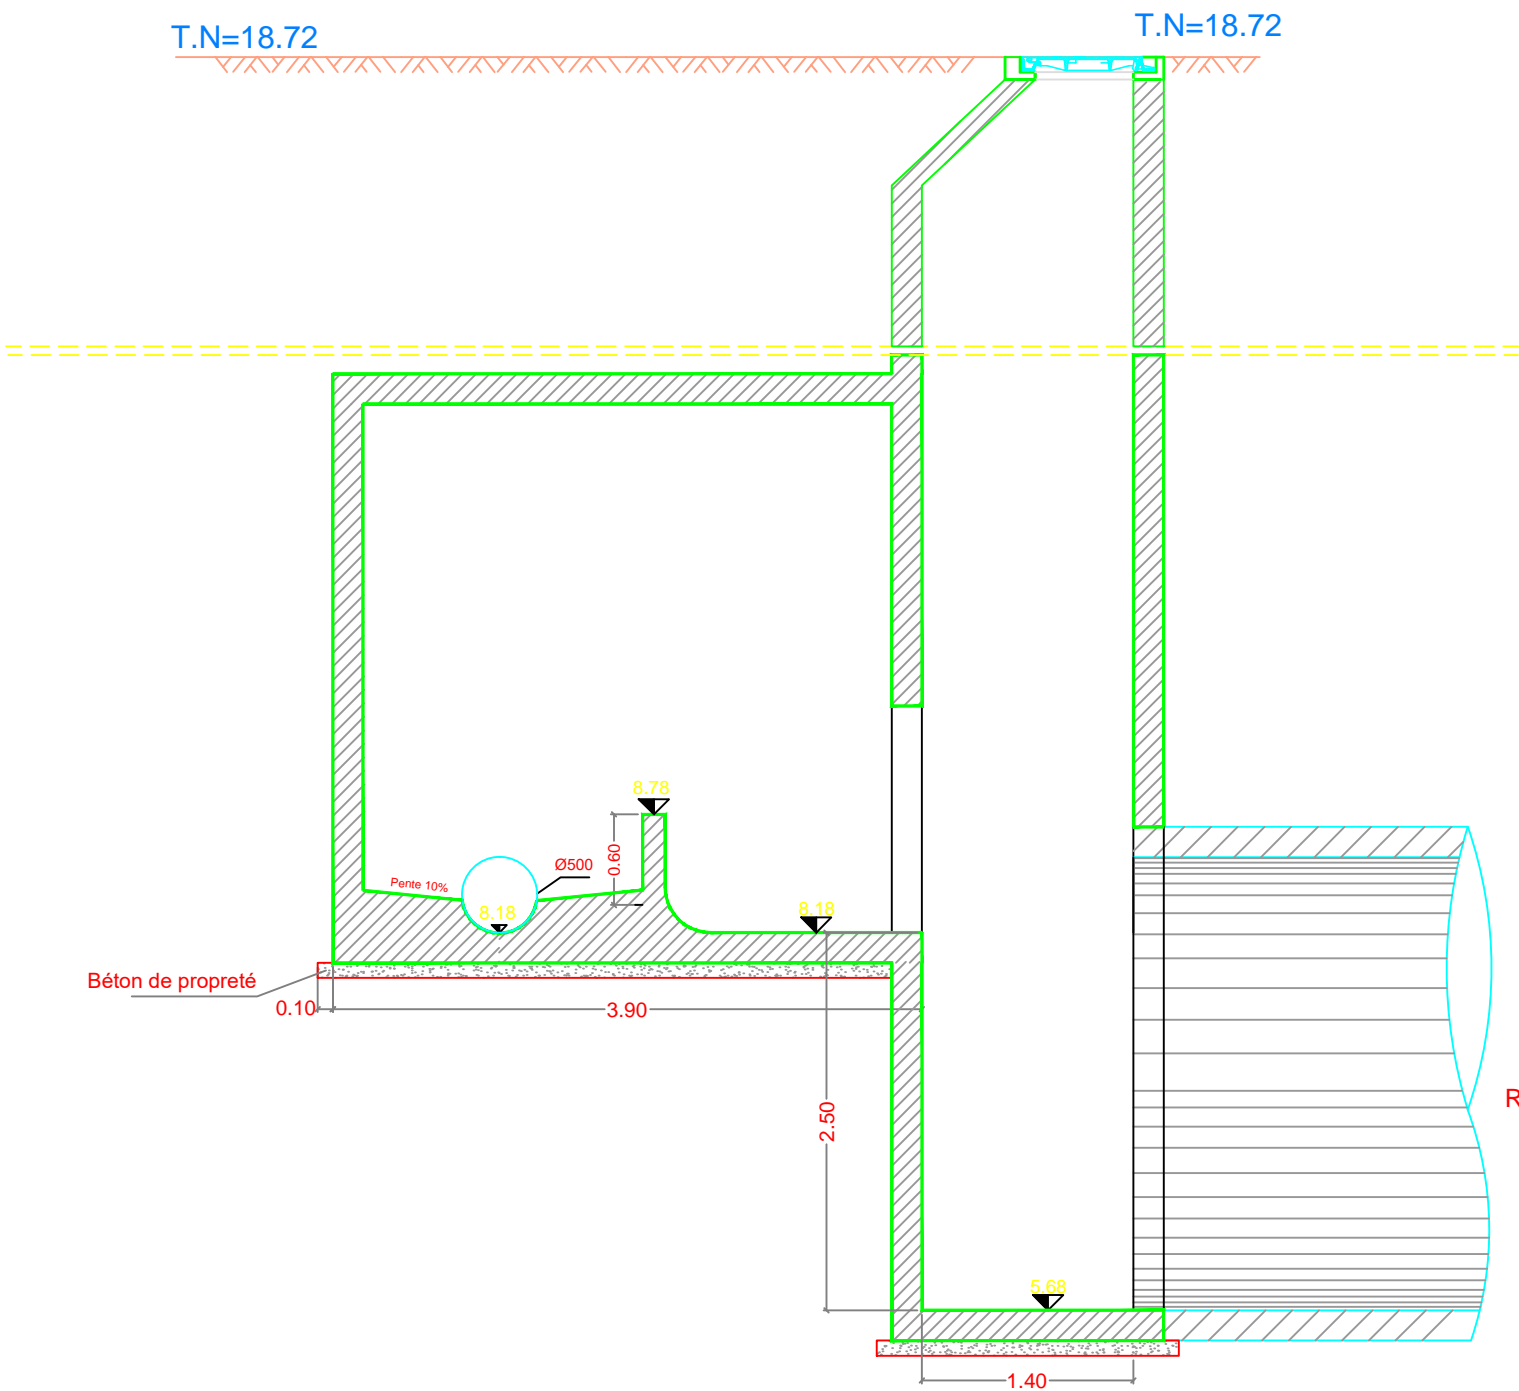 T.N=18.72
T.N=18.72
8.78
0.60
Ø500
Pente 10%
8.18
8.18
Béton de propreté
0.10
3.90
2.50
R
5.68
1.40